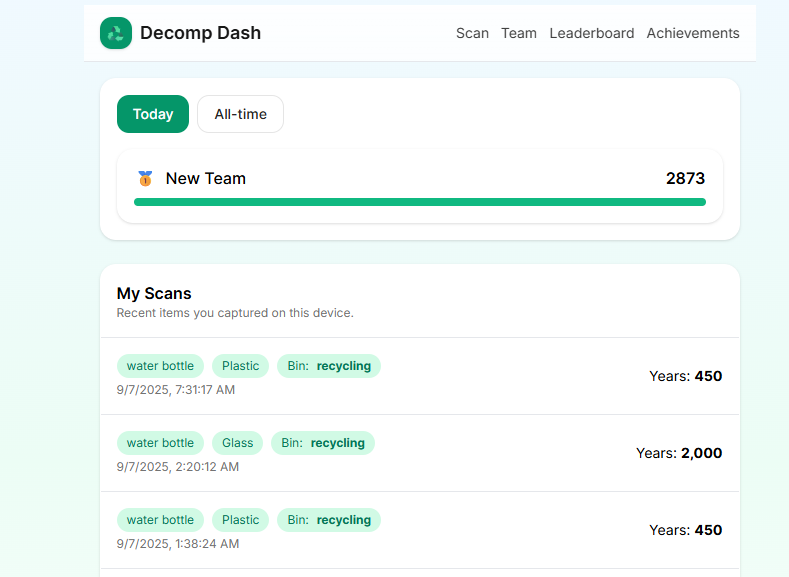 Decomp Dash Scan Team Leaderboard Achievements
Today All-time
1 New Team 2873
My Scans
Recent items you captured on this device.
water bottle Plastic Bin: recycling
9/7/2025, 7:31:17 AM
Years: 450
water bottle Glass Bin: recycling
9/7/2025, 2:20:12 AM
Years: 2,000
water bottle Plastic Bin: recycling
9/7/2025, 1:38:24 AM
Years: 450